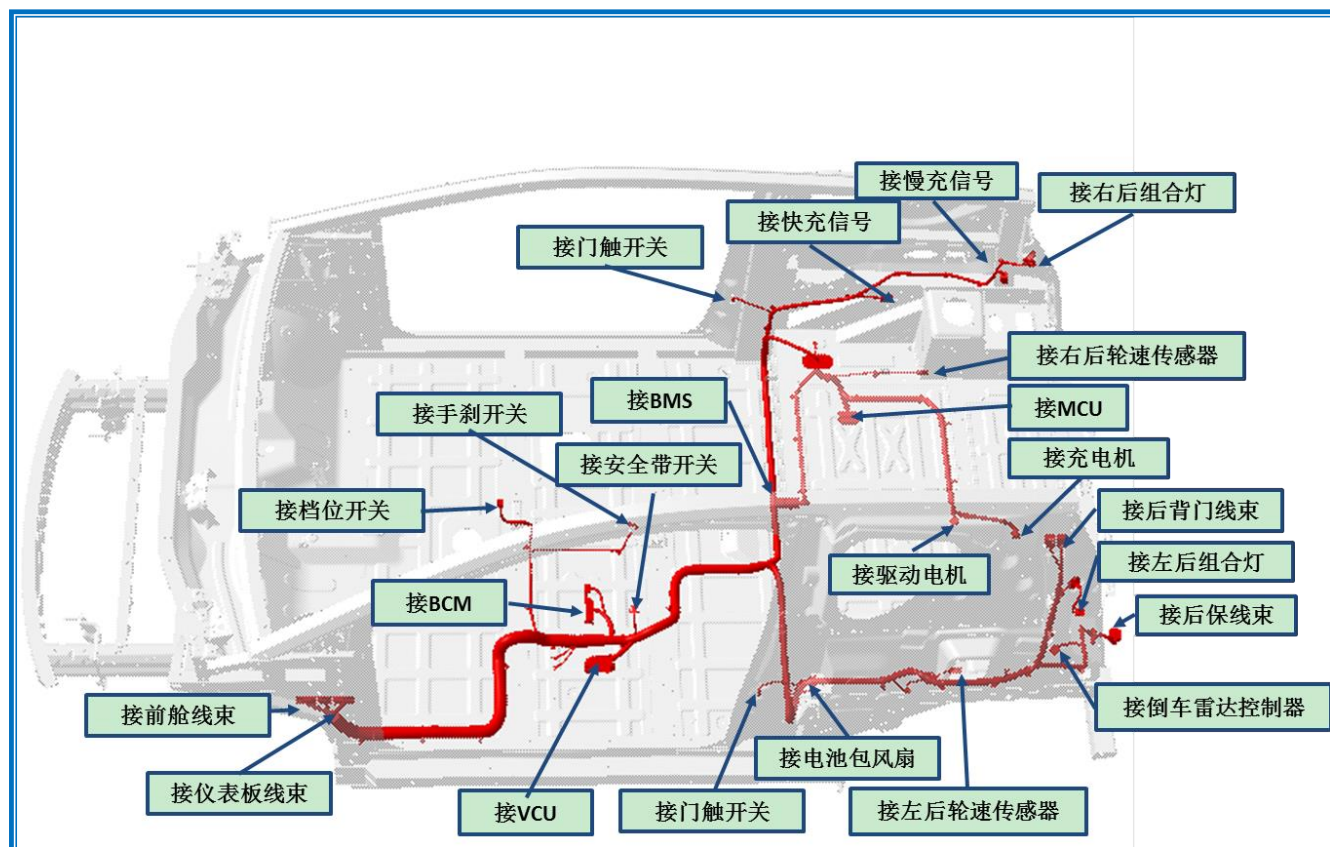 接慢充信号
接右后组合灯
接快充信号
接门触开关
接右后轮速传感器
接BMS
接MCU
接手刹开关
接安全带开关
接充电机
接档位开关
接后背门线束
接驱动电机
接左后组合灯
接BCM
接后保线束
接前舱线束
接倒车雷达控制器
接电池包风扇
接仪表板线束
接VCU
接门触开关
接左后轮速传感器